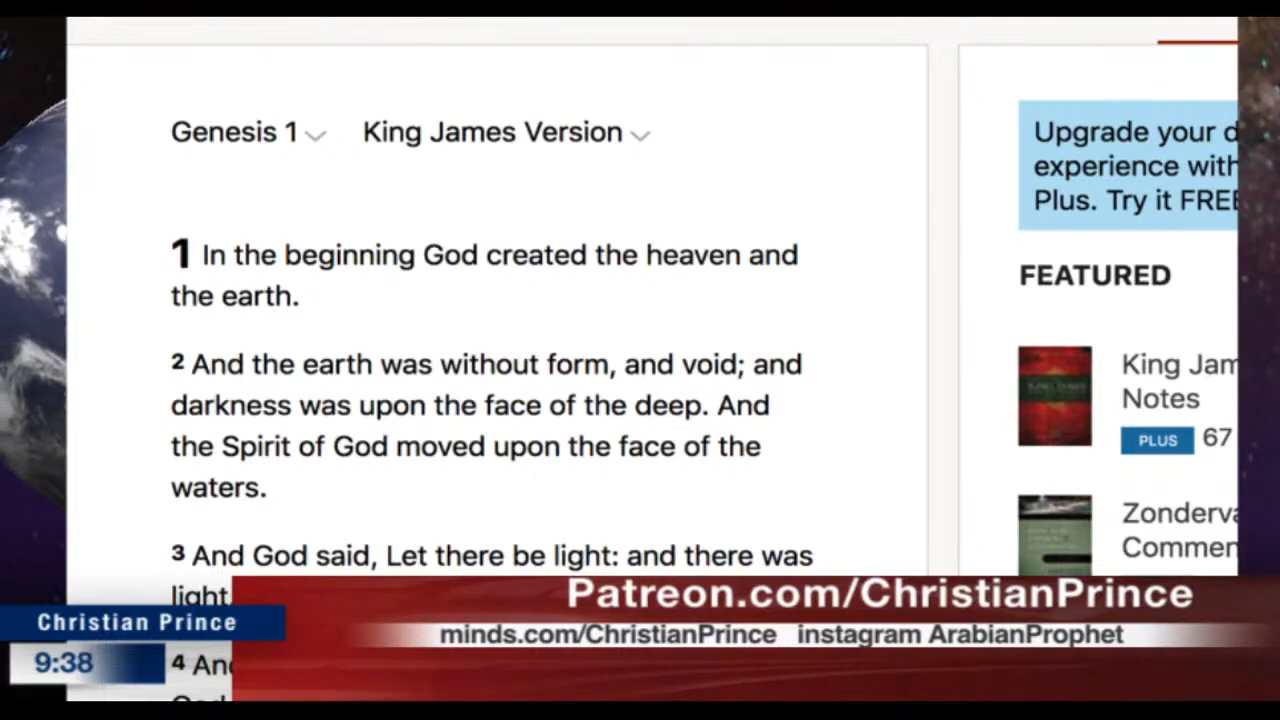 Genesis 1 King James Version
1 In the beginning God created the heaven and
the earth.
2 And the earth was without form, and void; and
darkness was upon the face of the deep. And
the Spirit of God moved upon the face of the
waters.
3 And God said, Let there be light: and there was
light
4 And
Upgrade your d
experience with
Plus. Try it FREE
FEATURED
King Jam
Notes
PLUS 67
Zonderva
Commen
Patreon.com/ChristianPrince
minds.com/ChristianPrince instagram ArabianProphet
Christian Prince
9:38